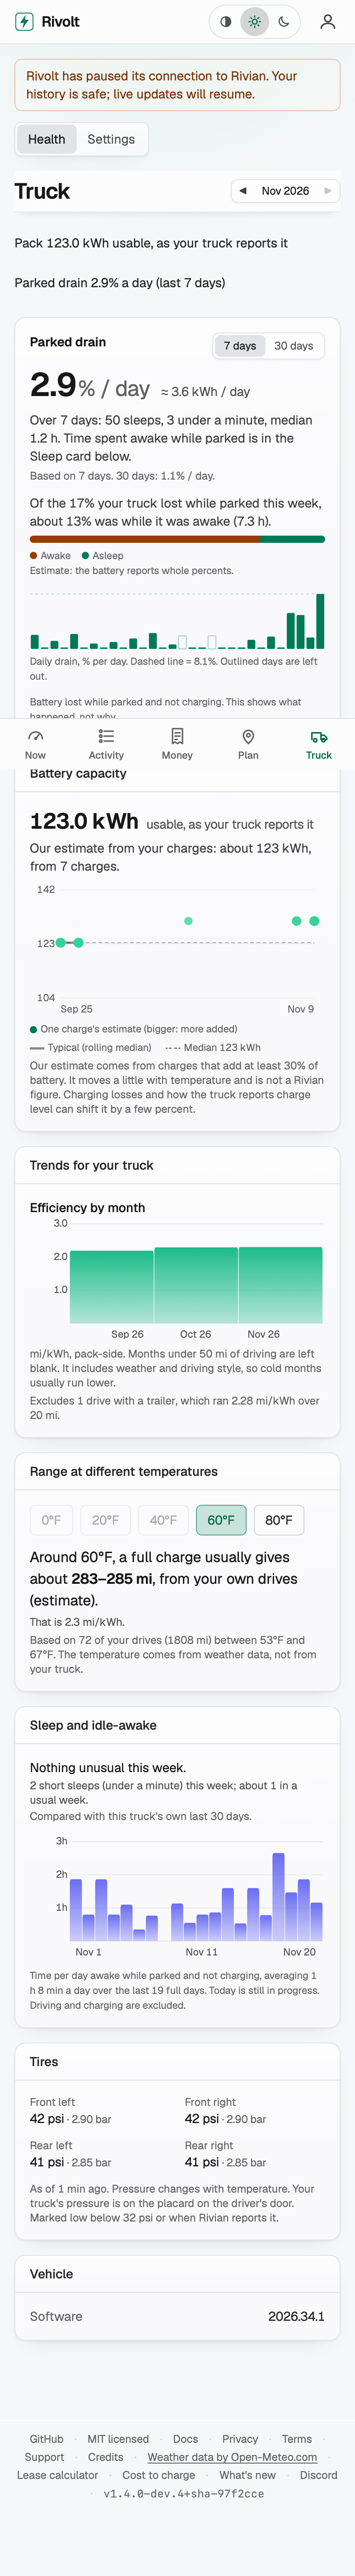 Rivolt
Rivolt has paused its connection to Rivian. Your
history is safe; live updates will resume.
Health
Settings
Truck
◀ Nov 2026 ▶
Pack 123.0 kWh usable, as your truck reports it
Parked drain 2.9% a day (last 7 days)
Parked drain
7 days 30 days
2.9% / day ≈ 3.6 kWh / day
Over 7 days: 50 sleeps, 3 under a minute, median
1.2 h. Time spent awake while parked is in the
Sleep card below.
Based on 7 days. 30 days: 1.1% / day.
Of the 17% your truck lost while parked this week,
about 13% was while it was awake (7.3 h).
Awake Asleep
Estimate: the battery reports whole percents.
Daily drain, % per day. Dashed line = 8.1%. Outlined days are left
out.
Battery lost while parked and not charging. This shows what
happened, not why.
Now Activity Money Plan Truck
Battery capacity
123.0 kWh usable, as your truck reports it
Our estimate from your charges: about 123 kWh,
from 7 charges.
142
123
104
Sep 25 Nov 9
One charge's estimate (bigger: more added)
Typical (rolling median) Median 123 kWh
Our estimate comes from charges that add at least 30% of
battery. It moves a little with temperature and is not a Rivian
figure. Charging losses and how the truck reports charge
level can shift it by a few percent.
Trends for your truck
Efficiency by month
3.0
2.0
1.0
Sep 26 Oct 26 Nov 26
mi/kWh, pack-side. Months under 50 mi of driving are left
blank. It includes weather and driving style, so cold months
usually run lower.
Excludes 1 drive with a trailer, which ran 2.28 mi/kWh over
20 mi.
Range at different temperatures
0°F 20°F 40°F 60°F 80°F
Around 60°F, a full charge usually gives
about 283–285 mi, from your own drives
(estimate).
That is 2.3 mi/kWh.
Based on 72 of your drives (1808 mi) between 53°F and
67°F. The temperature comes from weather data, not from
your truck.
Sleep and idle-awake
Nothing unusual this week.
2 short sleeps (under a minute) this week; about 1 in a
usual week.
Compared with this truck's own last 30 days.
3h
2h
1h
Nov 1 Nov 11 Nov 20
Time per day awake while parked and not charging, averaging 1
h 8 min a day over the last 19 full days. Today is still in progress.
Driving and charging are excluded.
Tires
Front left Front right
42 psi · 2.90 bar 42 psi · 2.90 bar
Rear left Rear right
41 psi · 2.85 bar 41 psi · 2.85 bar
As of 1 min ago. Pressure changes with temperature. Your
truck's pressure is on the placard on the driver's door.
Marked low below 32 psi or when Rivian reports it.
Vehicle
Software 2026.34.1
GitHub · MIT licensed · Docs · Privacy · Terms ·
Support · Credits · Weather data by Open-Meteo.com ·
Lease calculator · Cost to charge · What's new · Discord
· v1.4.0-dev.4+sha-97f2cce